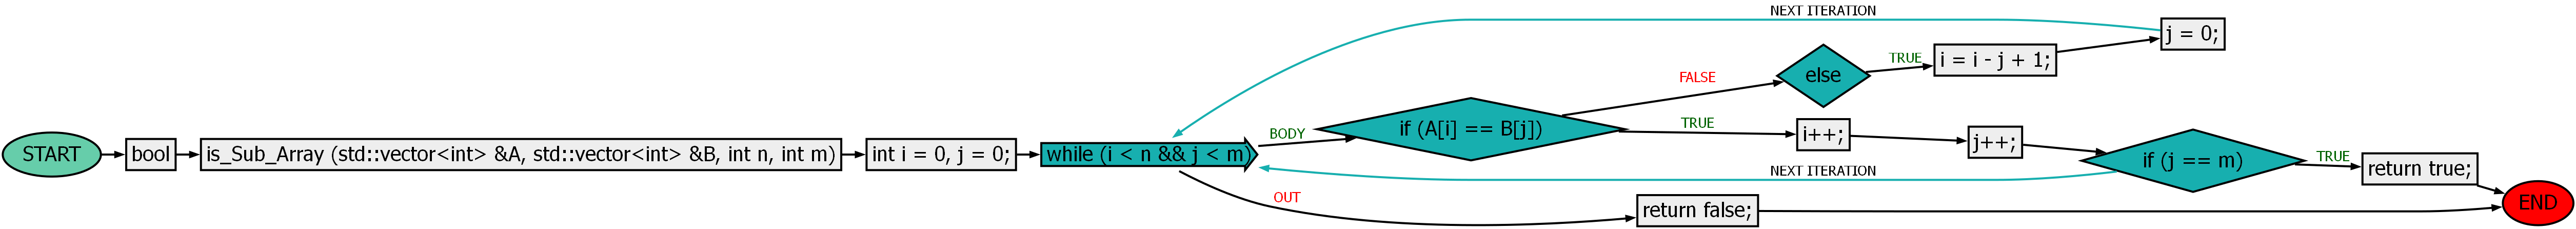 START
bool
is_Sub_Array (std::vector<int> &A, std::vector<int> &B, int n, int m)
int i = 0, j = 0;
while (i < n && j < m)
BODY
if (A[i] == B[j])
FALSE
else
TRUE
i = i - j + 1;
j = 0;
NEXT ITERATION
TRUE
i++;
j++;
if (j == m)
TRUE
return true;
NEXT ITERATION
OUT
return false;
END